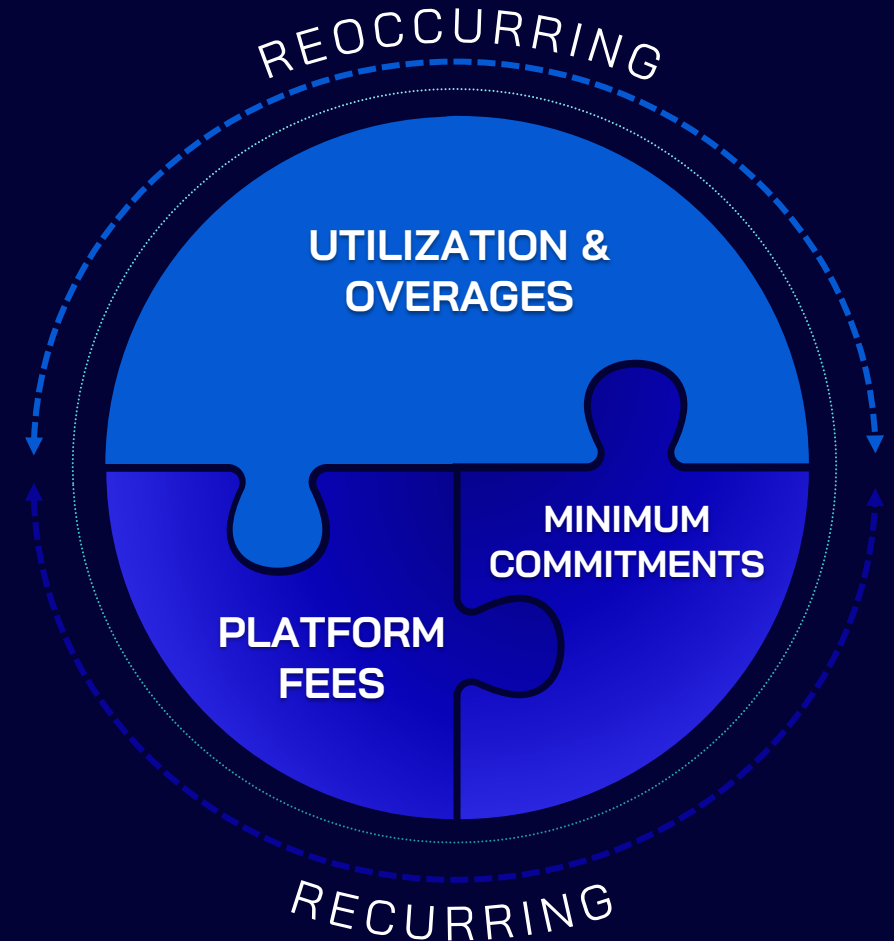 REOCCURRING
UTILIZATION &
OVERAGES
MINIMUM
COMMITMENTS
PLATFORM
FEES
RECURRING